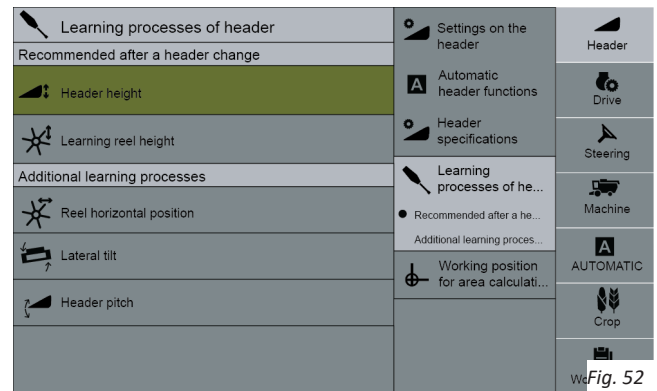 Learning processes of header
Recommended after a header change
Header height
Learning reel height
Additional learning processes
Reel horizontal position
Lateral tilt
Header pitch
Settings on the
header
A
Automatic
header functions
Header
specifications
Learning
processes of he...
Recommended after a he...
Additional learning proces...
Working position
for area calculati...
Header
Drive
Steering
Machine
A
AUTOMATIC
Crop
Fig. 52